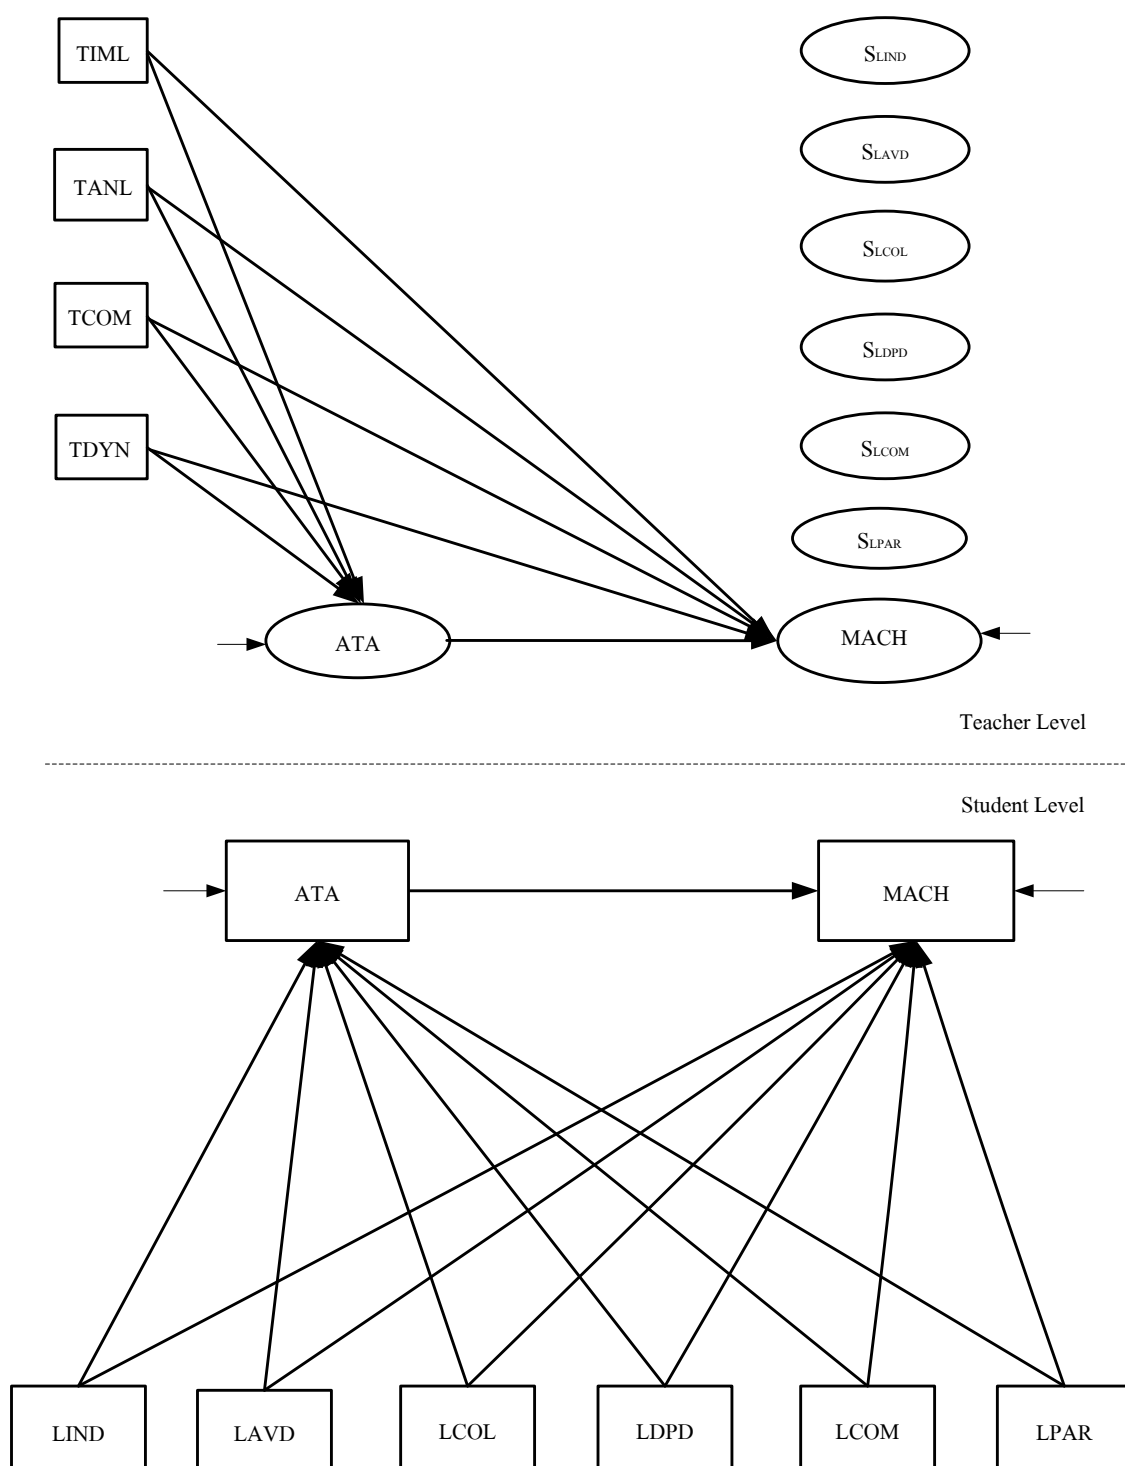 TIML
SLIND
TANL
SLAVD
SLCOL
TCOM
SLDPD
TDYN
SLCOM
SLPAR
ATA
MACH
Teacher Level
Student Level
ATA
MACH
LIND
LAVD
LCOL
LDPD
LCOM
LPAR